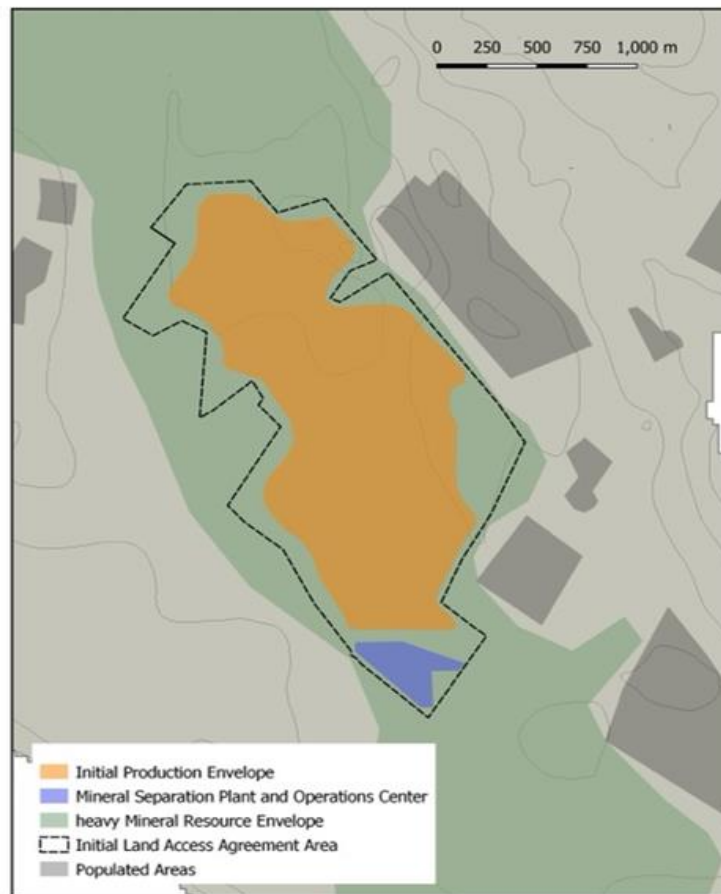 0 250 500 750 1,000 m
Initial Production Envelope
Mineral Separation Plant and Operations Center
heavy Mineral Resource Envelope
Initial Land Access Agreement Area
Populated Areas